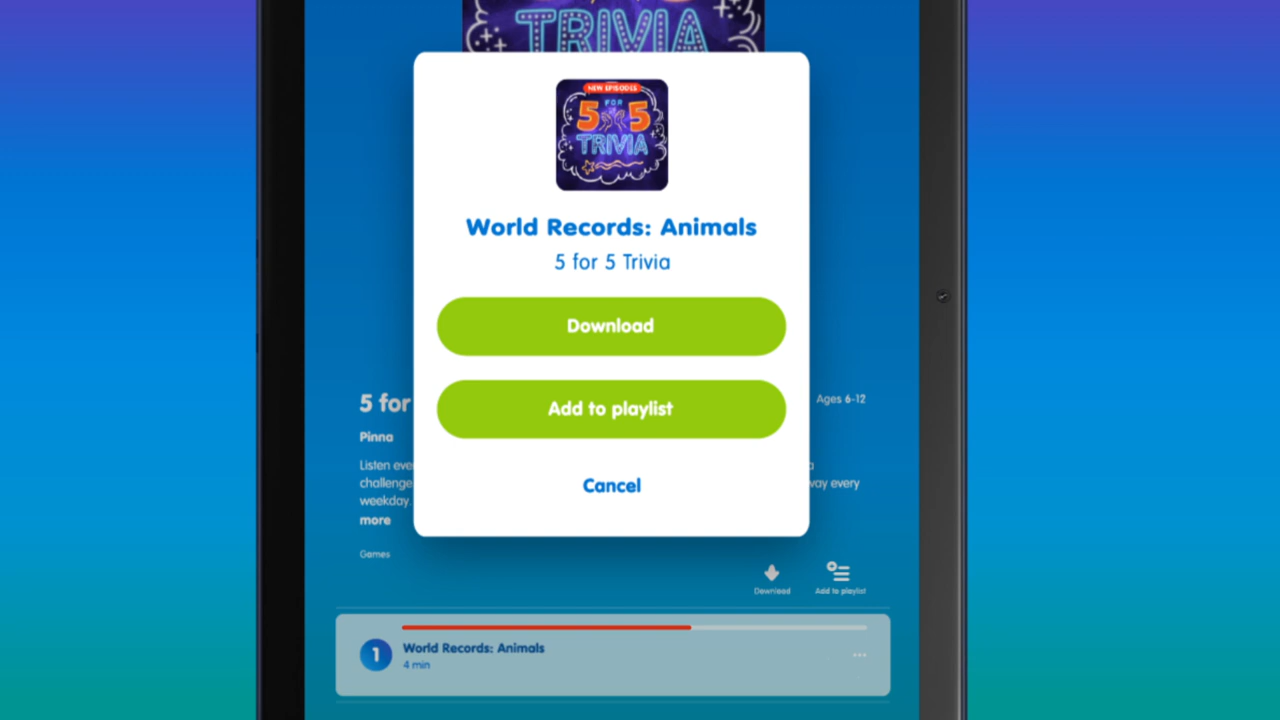 TRIVIA
NEW EPISODES
5 FOR 5
TRIVIA
World Records: Animals
5 for 5 Trivia
Download
Add to playlist
Cancel
5 for
Ages 6-12
Pinna
Listen eve
challenge
way every
weekday.
more
Games
Download
Add to playlist
1
World Records: Animals
4 min